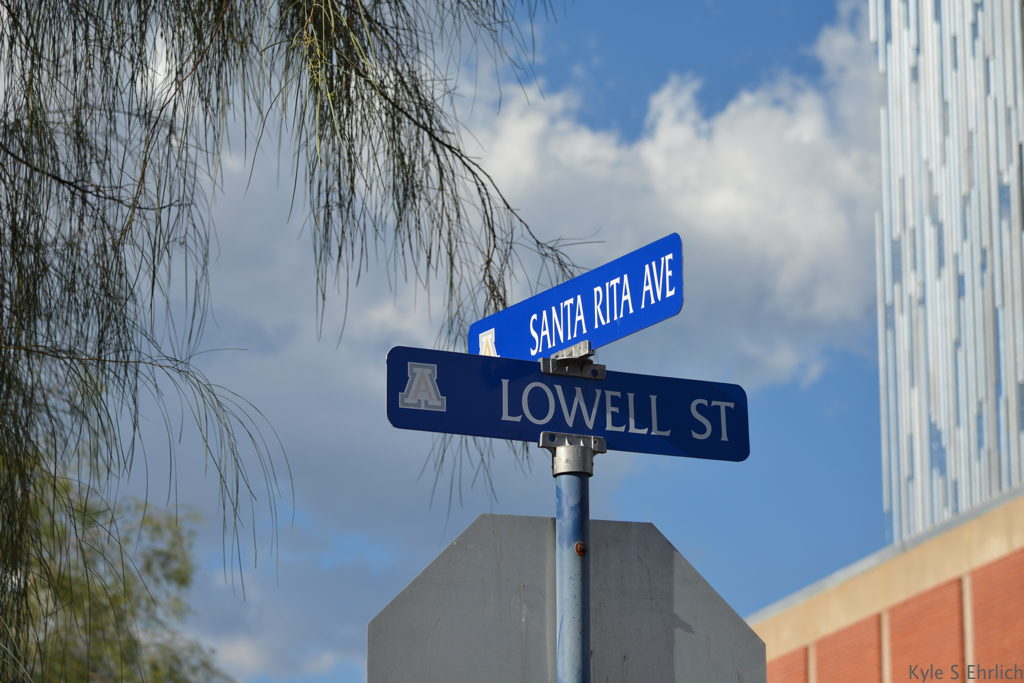 A SANTA RITA AVE
A LOWELL ST
Kyle S Ehrlich